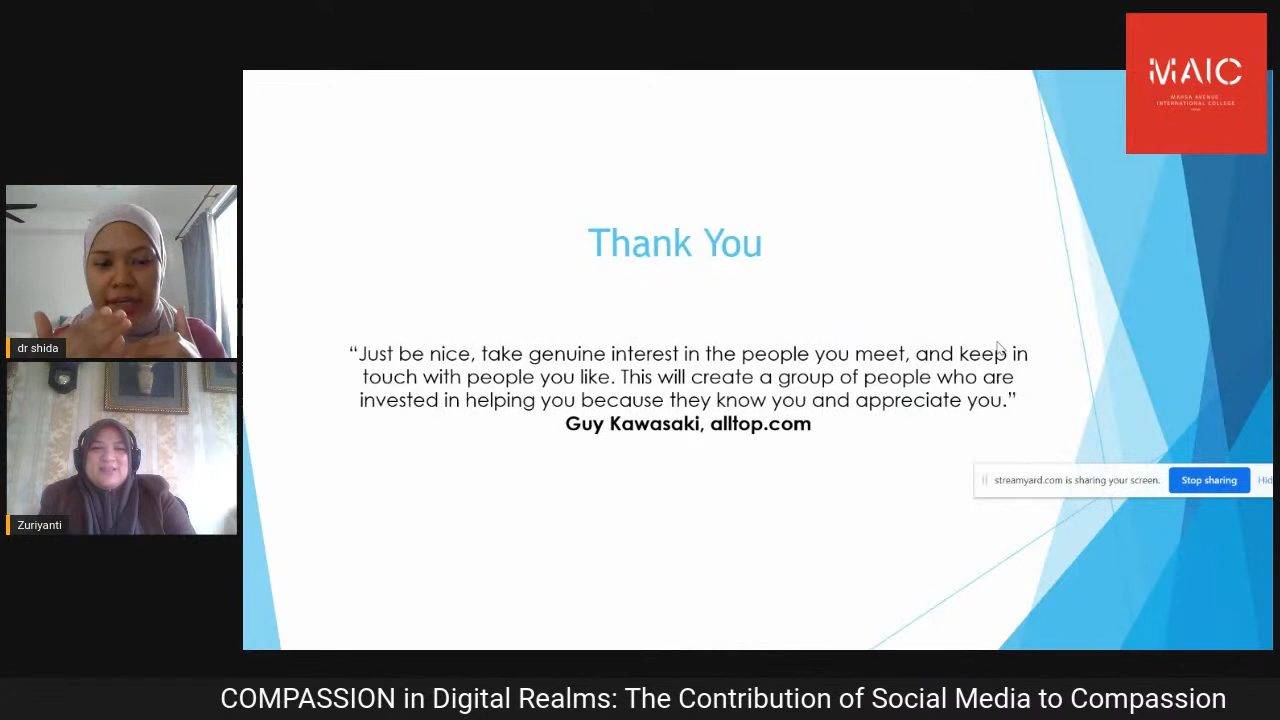 MAIC
MAHSA AVENUE
INTERNATIONAL COLLEGE
Thank You
“Just be nice, take genuine interest in the people you meet, and keep in
touch with people you like. This will create a group of people who are
invested in helping you because they know you and appreciate you.”
Guy Kawasaki, alltop.com
dr shida
Zuriyanti
streamyard.com is sharing your screen.
Stop sharing
Hid
COMPASSION in Digital Realms: The Contribution of Social Media to Compassion